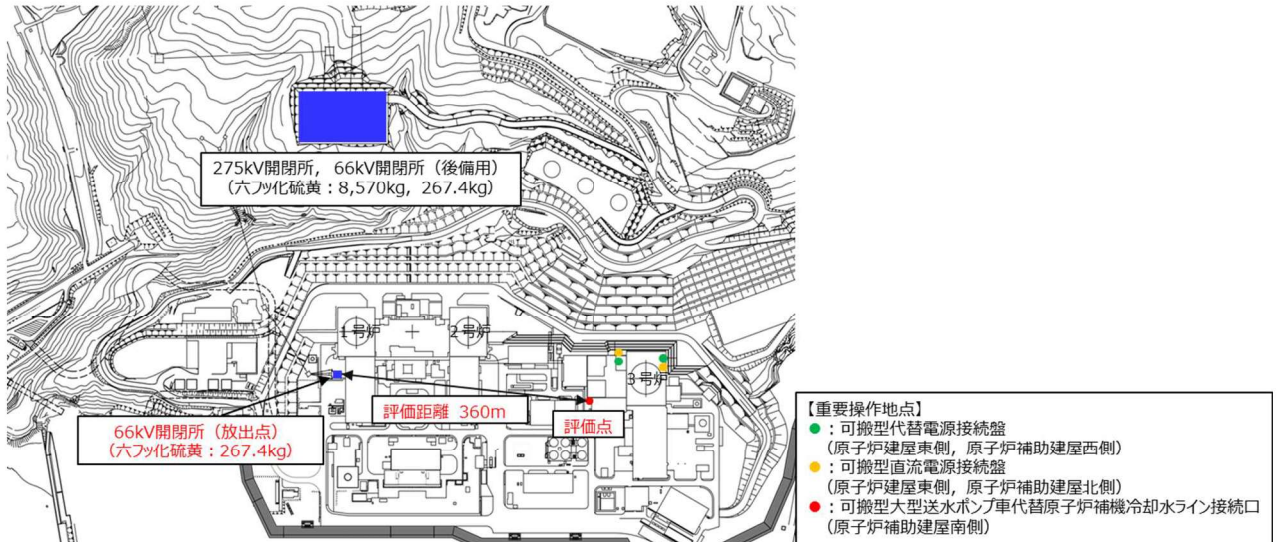 275kV開閉所, 66kV開閉所（後備用）
（六フッ化硫黄：8,570kg, 267.4kg）
1号炉
2号炉
3号炉
評価距離 360m
評価点
66kV開閉所（放出点）
（六フッ化硫黄：267.4kg）
【重要操作地点】
●：可搬型代替電源接続盤
（原子炉建屋東側，原子炉補助建屋西側）
●：可搬型直流電源接続盤
（原子炉建屋東側，原子炉補助建屋北側）
●：可搬型大型送水ポンプ車代替原子炉補機冷却水ライン接続口
（原子炉補助建屋南側）